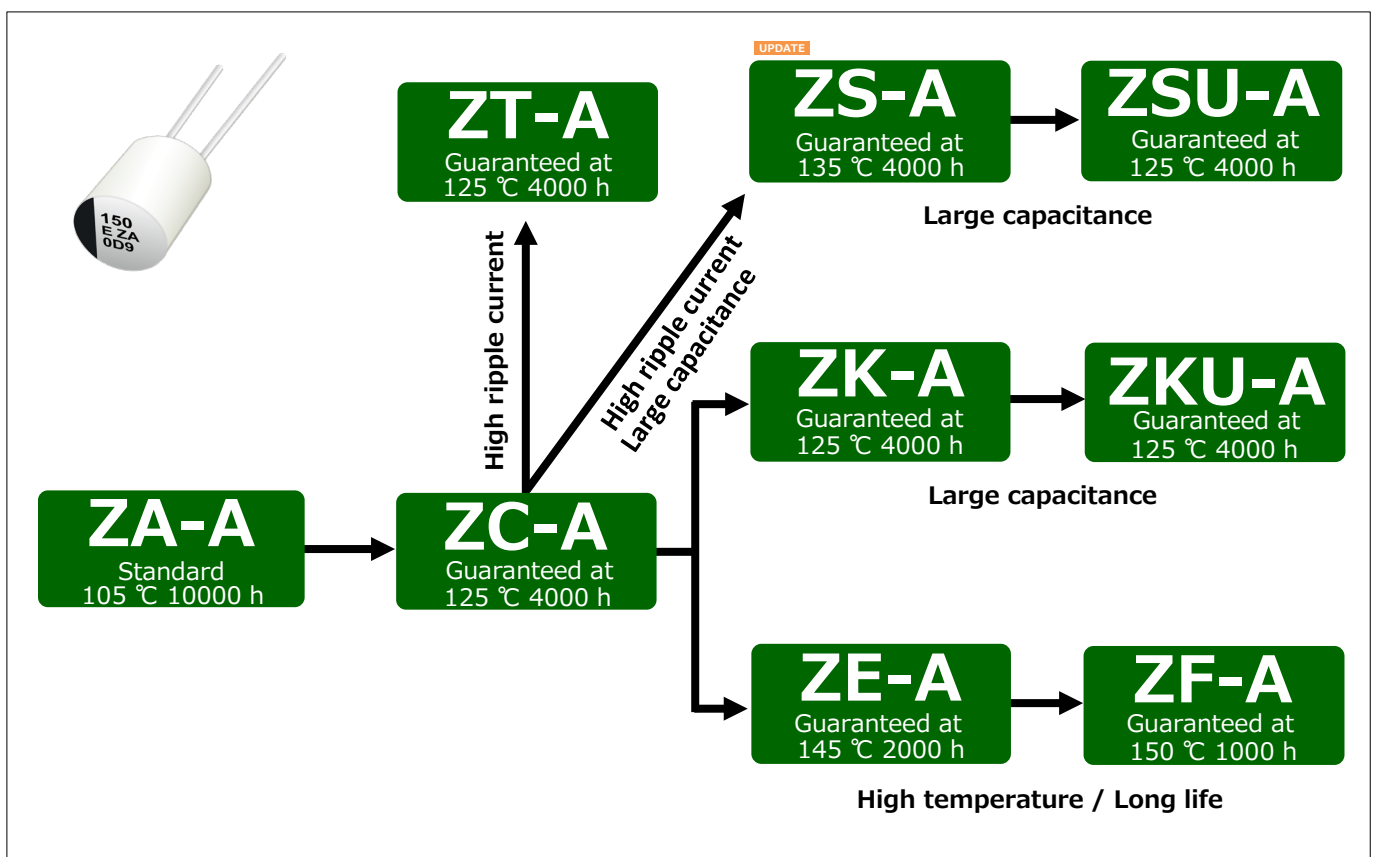 150
E ZA
0D9
ZT-A
Guaranteed at
125 ℃ 4000 h
UPDATE
ZS-A
Guaranteed at
135 ℃ 4000 h
ZSU-A
Guaranteed at
125 ℃ 4000 h
Large capacitance
High ripple current
High ripple current
Large capacitance
ZK-A
Guaranteed at
125 ℃ 4000 h
ZKU-A
Guaranteed at
125 ℃ 4000 h
Large capacitance
ZA-A
Standard
105 ℃ 10000 h
ZC-A
Guaranteed at
125 ℃ 4000 h
ZE-A
Guaranteed at
145 ℃ 2000 h
ZF-A
Guaranteed at
150 ℃ 1000 h
High temperature / Long life